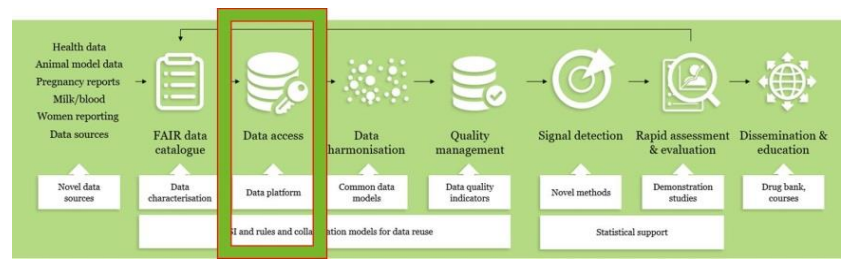 Health data
Animal model data
Pregnancy reports
Milk/blood
Women reporting
Data sources
FAIR data
catalogue
Data access
Data
harmonisation
Quality
management
Signal detection
Rapid assessment
& evaluation
Dissemination &
education
Novel data
sources
Data
characterisation
Data platform
Common data
models
Data quality
indicators
Novel methods
Demonstration
studies
Drug bank,
courses
SI and rules and
tion models for data reuse
Statistical support